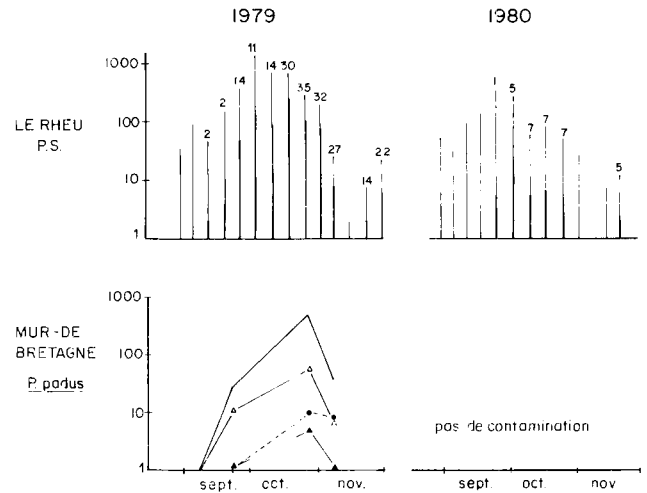 1979 1980
1000
100
10
1
LE RHEU
P.S.
2 2 14 11 14 30 35 32 27 14 22
1 5 7 7 7 5
1000
100
10
1
MUR-DE
BRETAGNE
P. padus
pas de contamination
sept. oct. nov. sept. oct. nov